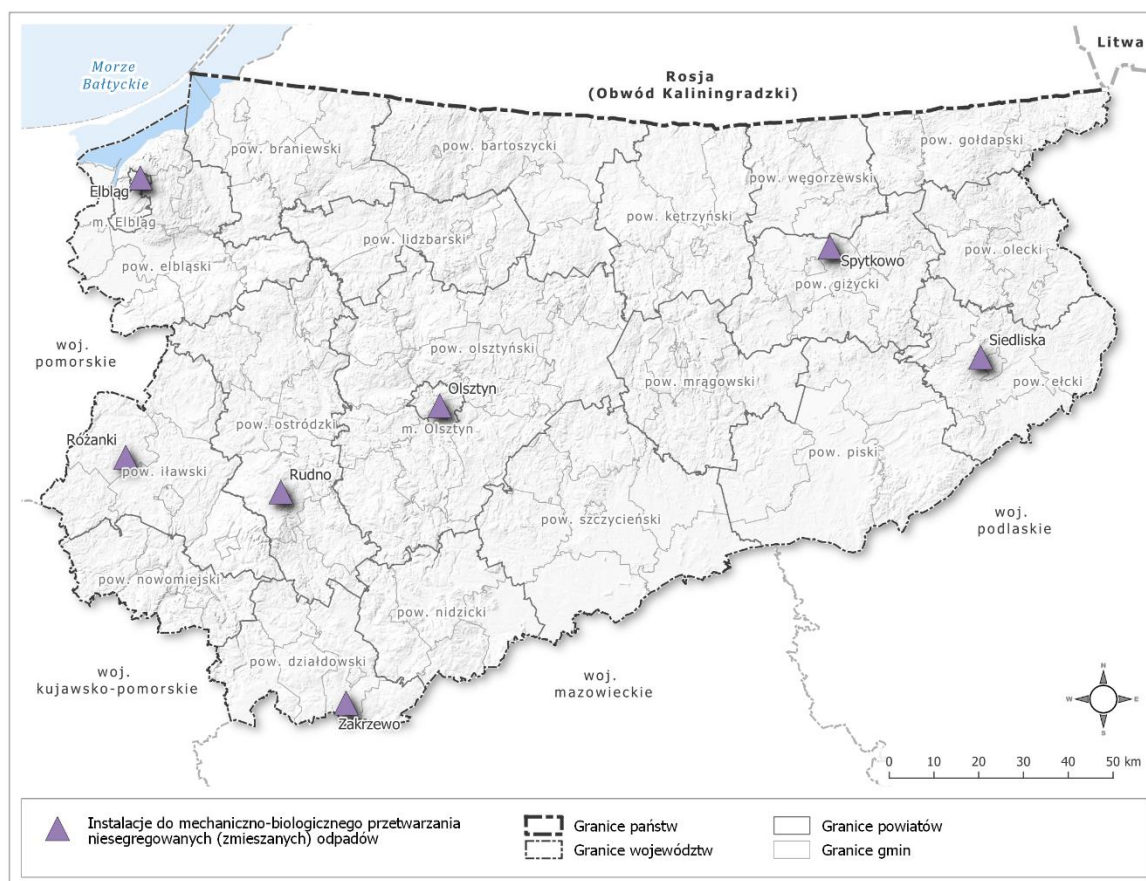 Morze
Bałtyckie
Litwa
Rosja
(Obwód Kaliningradzki)
pow. braniewski
pow. bartoszycki
pow. gołdapski
pow. węgorzewski
Elbląg
m. Elbląg
pow. kętrzyński
pow. lidzbarski
pow. olecki
Spytkowo
pow. elbląski
pow. giżycki
woj.
pomorskie
pow. olsztyński
Siedliska
pow. mrągowski
pow. ełcki
Olsztyn
pow. ostródzki
m. Olsztyn
Różanki
pow. iławski
Rudno
pow. piski
pow. szczycieński
woj.
podlaskie
pow. nowomiejski
pow. nidzicki
pow. działdowski
woj.
kujawsko-pomorskie
woj.
mazowieckie
Zakrzewo
N
W E
S
0 10 20 30 40 50 km
Instalacje do mechaniczno-biologicznego przetwarzania
niesegregowanych (zmieszanych) odpadów
Granice państw
Granice województw
Granice powiatów
Granice gmin